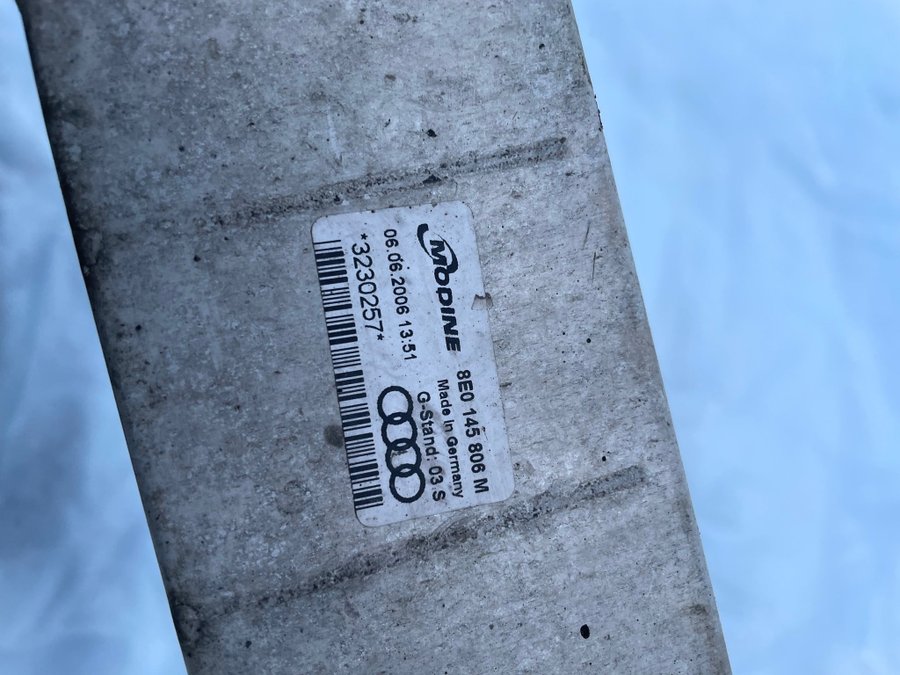 MODINE
8E0 145 806 M
Made in Germany
G-Stand: 03 S
06.06.2006 13:51
*3230257*